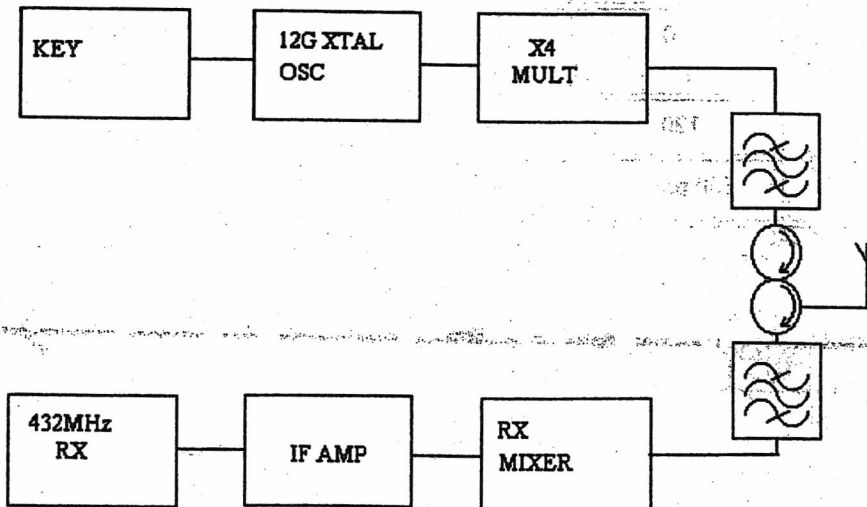 KEY
12G XTAL
OSC
X4
MULT
432MHz
RX
IF AMP
RX
MIXER